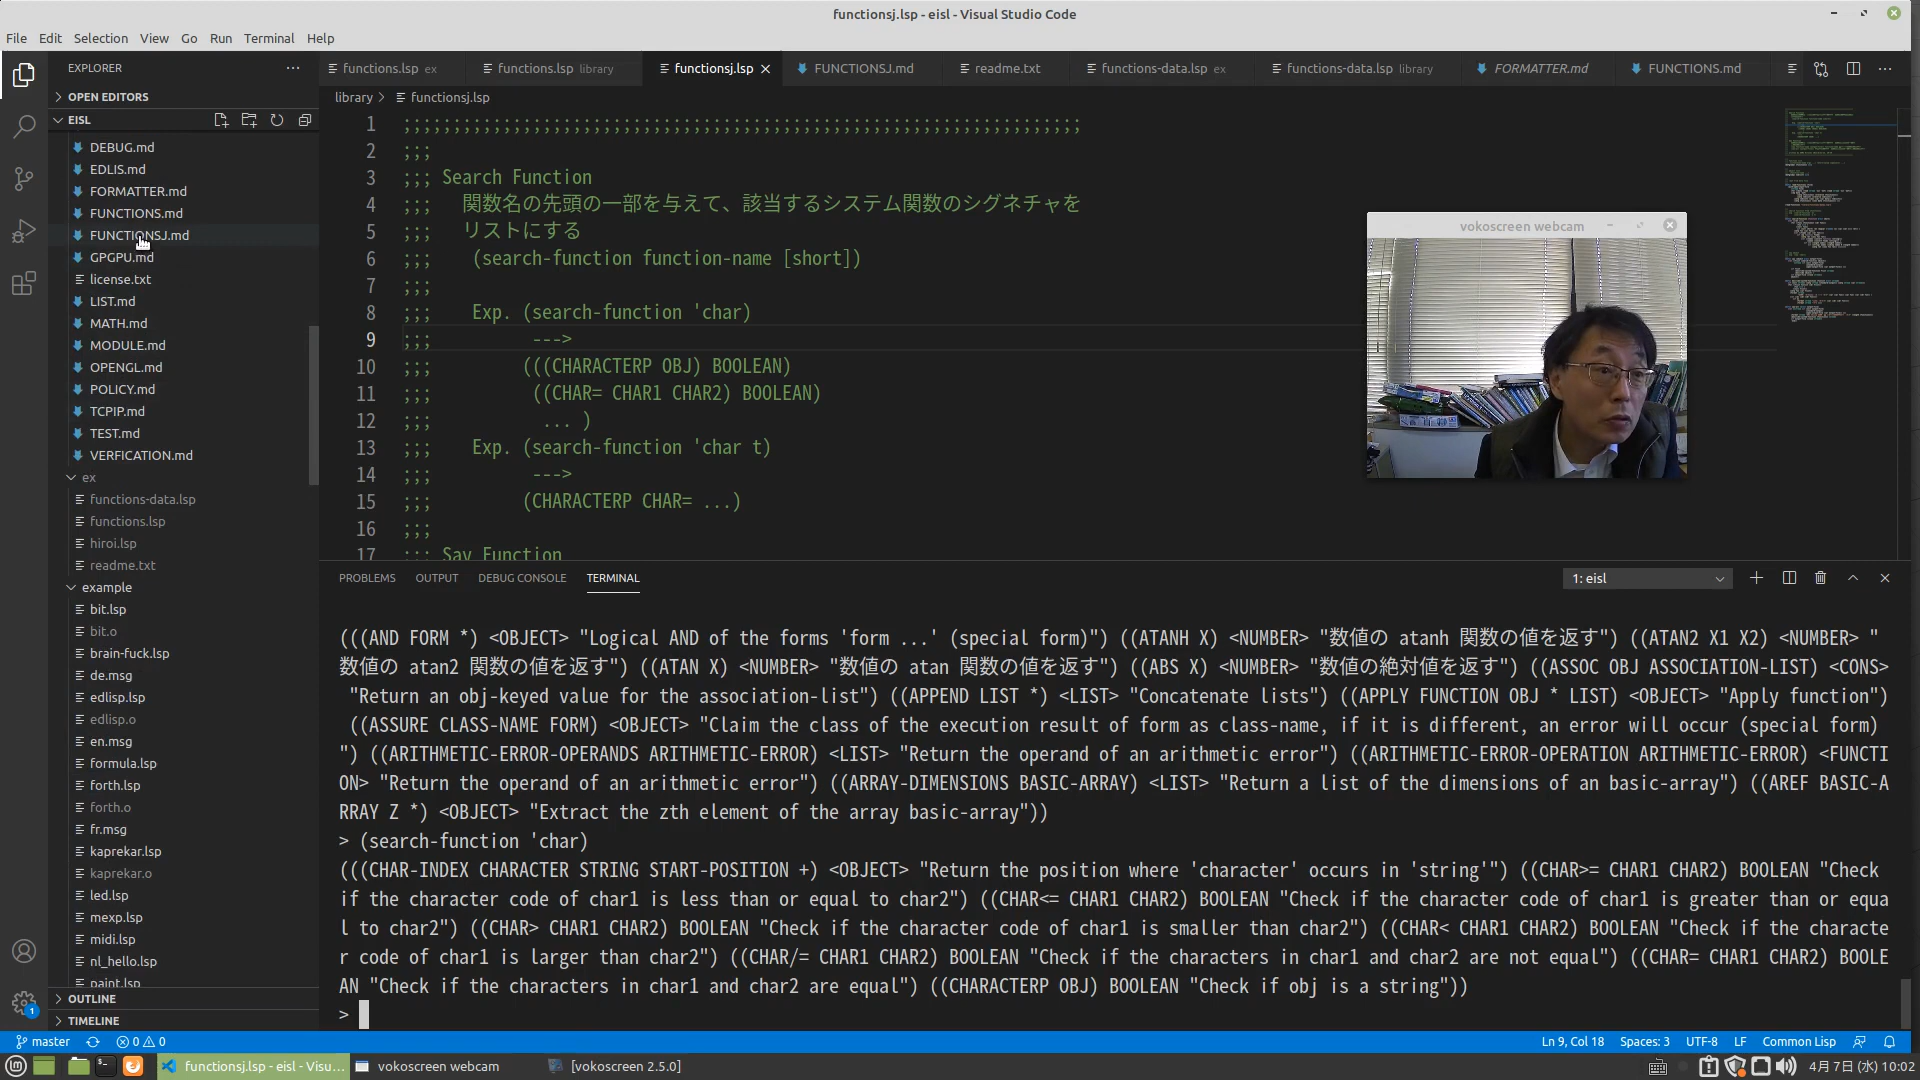 functionsj.lsp - eisl - Visual Studio Code
File Edit Selection View Go Run Terminal Help
EXPLORER
OPEN EDITORS
EISL
DEBUG.md
EDLIS.md
FORMATTER.md
FUNCTIONS.md
FUNCTIONSJ.md
GPGPU.md
license.txt
LIST.md
MATH.md
MODULE.md
OPENGL.md
POLICY.md
TCPIP.md
TEST.md
VERFICATION.md
ex
functions-data.lsp
functions.lsp
hiroi.lsp
readme.txt
example
bit.lsp
bit.o
brain-fuck.lsp
de.msg
edlisp.lsp
edlisp.o
en.msg
formula.lsp
forth.lsp
forth.o
fr.msg
kaprekar.lsp
kaprekar.o
led.lsp
mexp.lsp
midi.lsp
nl_hello.lsp
paint.lsp
OUTLINE
TIMELINE
functions.lsp ex functions.lsp library functionsj.lsp FUNCTIONSJ.md readme.txt functions-data.lsp ex functions-data.lsp library FORMATTER.md FUNCTIONS.md
library > functionsj.lsp
1 ;;;;;;;;;;;;;;;;;;;;;;;;;;;;;;;;;;;;;;;;;;;;;;;;;;;;;;;;;;;;;;;;;;;;;
2 ;;;
3 ;;; Search Function
4 ;;; 関数名の先頭の一部を与えて、該当するシステム関数のシグネチャを
5 ;;; リストにする
6 ;;; (search-function function-name [short])
7 ;;;
8 ;;; Exp. (search-function 'char)
9 ;;; --->
10 ;;; (((CHARACTERP OBJ) BOOLEAN)
11 ;;; ((CHAR= CHAR1 CHAR2) BOOLEAN)
12 ;;; ... )
13 ;;; Exp. (search-function 'char t)
14 ;;; --->
15 ;;; (CHARACTERP CHAR= ...)
16 ;;;
17 ;;; Say Function
vokoscreen webcam
PROBLEMS OUTPUT DEBUG CONSOLE TERMINAL
1: eisl
(((AND FORM *) <OBJECT> "Logical AND of the forms 'form ...' (special form)") ((ATANH X) <NUMBER> "数値の atanh 関数の値を返す") ((ATAN2 X1 X2) <NUMBER> "
数値の atan2 関数の値を返す") ((ATAN X) <NUMBER> "数値の atan 関数の値を返す") ((ABS X) <NUMBER> "数値の絶対値を返す") ((ASSOC OBJ ASSOCIATION-LIST) <CONS>
"Return an obj-keyed value for the association-list") ((APPEND LIST *) <LIST> "Concatenate lists") ((APPLY FUNCTION OBJ * LIST) <OBJECT> "Apply function")
((ASSURE CLASS-NAME FORM) <OBJECT> "Claim the class of the execution result of form as class-name, if it is different, an error will occur (special form)
") ((ARITHMETIC-ERROR-OPERANDS ARITHMETIC-ERROR) <LIST> "Return the operand of an arithmetic error") ((ARITHMETIC-ERROR-OPERATION ARITHMETIC-ERROR) <FUNCTI
ON> "Return the operand of an arithmetic error") ((ARRAY-DIMENSIONS BASIC-ARRAY) <LIST> "Return a list of the dimensions of an basic-array") ((AREF BASIC-A
RRAY Z *) <OBJECT> "Extract the zth element of the array basic-array"))
> (search-function 'char)
(((CHAR-INDEX CHARACTER STRING START-POSITION +) <OBJECT> "Return the position where 'character' occurs in 'string'") ((CHAR>= CHAR1 CHAR2) BOOLEAN "Check
if the character code of char1 is less than or equal to char2") ((CHAR<= CHAR1 CHAR2) BOOLEAN "Check if the character code of char1 is greater than or equa
l to char2") ((CHAR> CHAR1 CHAR2) BOOLEAN "Check if the character code of char1 is smaller than char2") ((CHAR< CHAR1 CHAR2) BOOLEAN "Check if the characte
r code of char1 is larger than char2") ((CHAR/= CHAR1 CHAR2) BOOLEAN "Check if the characters in char1 and char2 are not equal") ((CHAR= CHAR1 CHAR2) BOOLE
AN "Check if the characters in char1 and char2 are equal") ((CHARACTERP OBJ) BOOLEAN "Check if obj is a string"))
>
1
master 0 0 Ln 9, Col 18 Spaces: 3 UTF-8 LF Common Lisp
functionsj.lsp - eisl - Visu... vokoscreen webcam [vokoscreen 2.5.0] 4月 7日 (水) 10:02